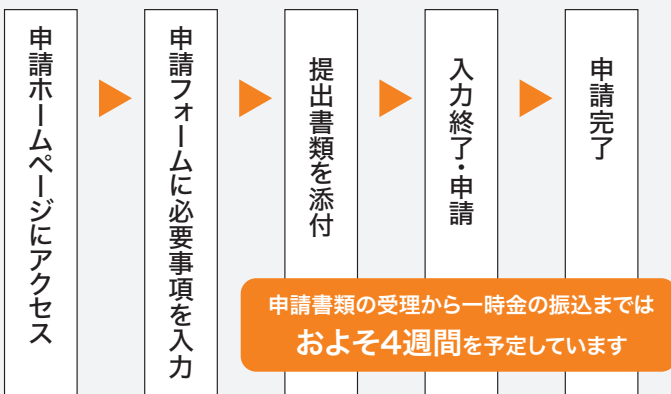 申請ホームページにアクセス
申請フォームに必要事項を入力
提出書類を添付
入力終了・申請
申請完了
申請書類の受理から一時金の振込までは
およそ4週間を予定しています